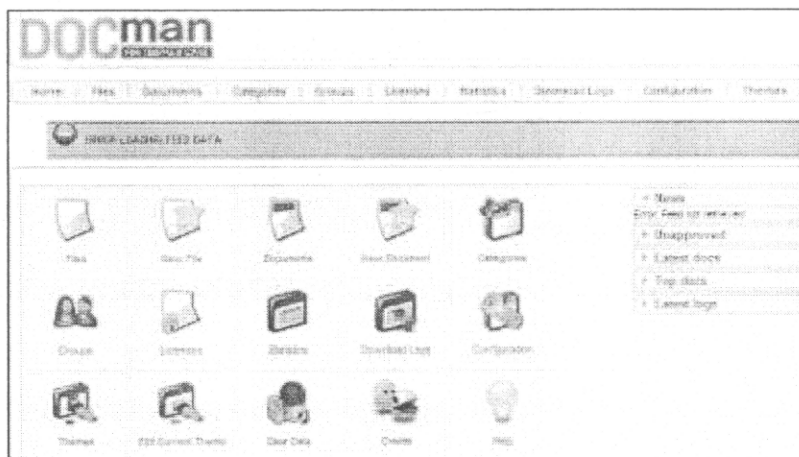 DOCman
Home Files Documents Categories Groups Licenses Statistics Download Logs Configuration Themes
ERROR LOADING FEED DATA
News
Error: Feed not retrieved
Files New File Documents New Document Categories
Unapproved
Latest docs
Top docs
Latest logs
Groups Licenses Statistics Download Logs Configuration
Themes Edit Current Theme Clear Data Credits Help